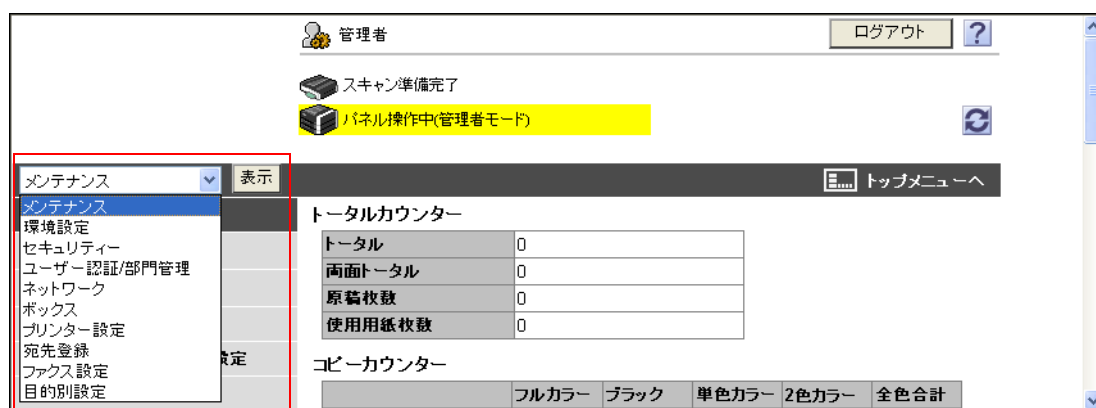 管理者
ログアウト
?
スキャン準備完了
パネル操作中(管理者モード)
メンテナンス
表示
トップメニューへ
メンテナンス
環境設定
セキュリティー
ユーザー認証/部門管理
ネットワーク
ボックス
プリンター設定
宛先登録
ファクス設定
目的別設定
定
トータルカウンター
トータル 0
両面トータル 0
原稿枚数 0
使用用紙枚数 0
コピーカウンター
フルカラー ブラック 単色カラー 2色カラー 全色合計